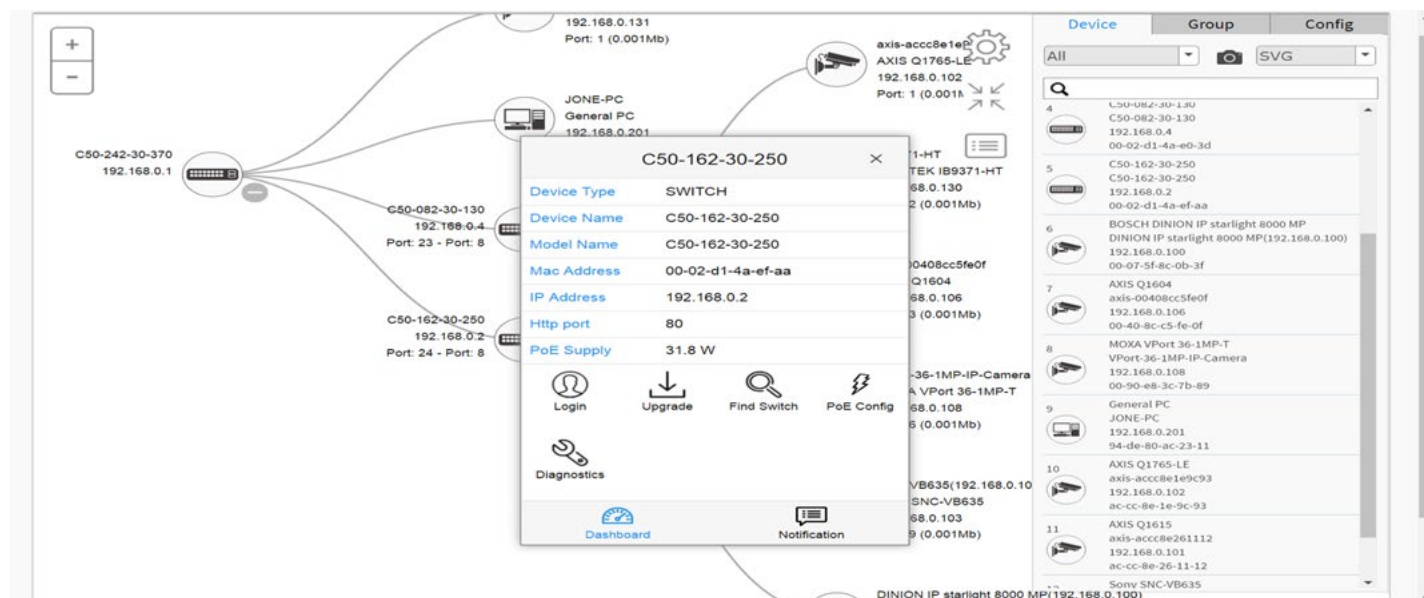 +
−
192.168.0.131
Port: 1 (0.001Mb)
JONE-PC
General PC
192.168.0.201
C50-242-30-370
192.168.0.1
C50-082-30-130
192.168.0.4
Port: 23 - Port: 8
C50-162-30-250
192.168.0.2
Port: 24 - Port: 8
axis-accc8e1e9
AXIS Q1765-LE
192.168.0.102
Port: 1 (0.001
71-HT
TEK IB9371-HT
68.0.130
2 (0.001Mb)
00408cc5fe0f
Q1604
68.0.106
3 (0.001Mb)
-36-1MP-IP-Camera
VPort 36-1MP-T
68.0.108
6 (0.001Mb)
VB635(192.168.0.10
SNC-VB635
68.0.103
9 (0.001Mb)
DINION IP starlight 8000 MP(192.168.0.100)
C50-162-30-250 ×
Device Type SWITCH
Device Name C50-162-30-250
Model Name C50-162-30-250
Mac Address 00-02-d1-4a-ef-aa
IP Address 192.168.0.2
Http port 80
PoE Supply 31.8 W
Login Upgrade Find Switch PoE Config
Diagnostics
Dashboard Notification
Device Group Config
All SVG
4 C50-082-30-130
C50-082-30-130
192.168.0.4
00-02-d1-4a-e0-3d
5 C50-162-30-250
C50-162-30-250
192.168.0.2
00-02-d1-4a-ef-aa
6 BOSCH DINION IP starlight 8000 MP
DINION IP starlight 8000 MP(192.168.0.100)
192.168.0.100
00-07-5f-8c-0b-3f
7 AXIS Q1604
axis-00408cc5fe0f
192.168.0.106
00-40-8c-c5-fe-0f
8 MOXA VPort 36-1MP-T
VPort-36-1MP-IP-Camera
192.168.0.108
00-90-e8-3c-7b-89
9 General PC
JONE-PC
192.168.0.201
94-de-80-ac-23-11
10 AXIS Q1765-LE
axis-accc8e1e9c93
192.168.0.102
ac-cc-8e-1e-9c-93
11 AXIS Q1615
axis-accc8e261112
192.168.0.101
ac-cc-8e-26-11-12
Sony SNC-VB635